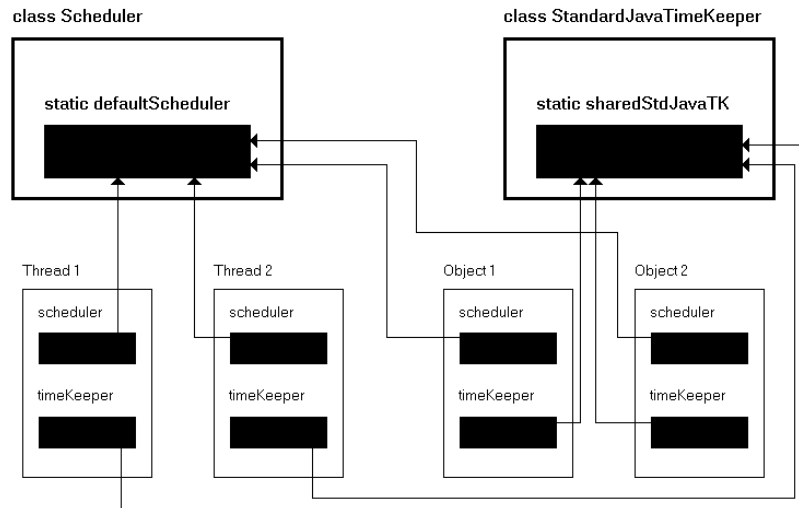 class Scheduler
class StandardJavaTimeKeeper
static defaultScheduler
static sharedStdJavaTK
Thread 1
Thread 2
Object 1
Object 2
scheduler
scheduler
scheduler
scheduler
timeKeeper
timeKeeper
timeKeeper
timeKeeper